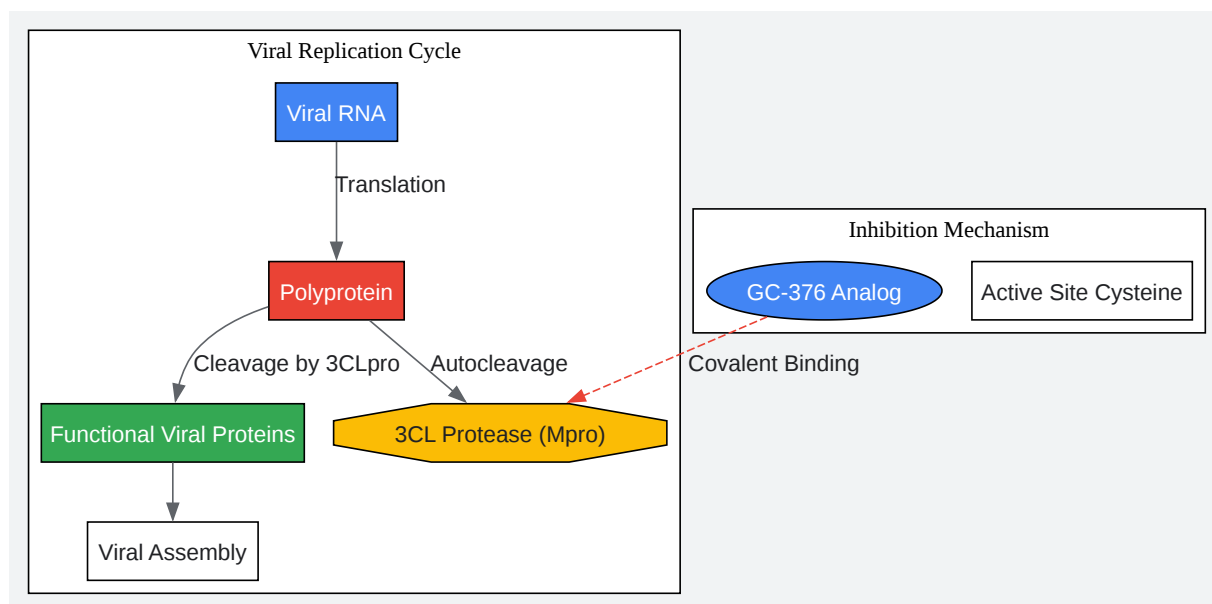 Viral Replication Cycle
Viral RNA
Translation
Inhibition Mechanism
Polyprotein
GC-376 Analog
Active Site Cysteine
Cleavage by 3CLpro
Autocleavage
Covalent Binding
Functional Viral Proteins
3CL Protease (Mpro)
Viral Assembly